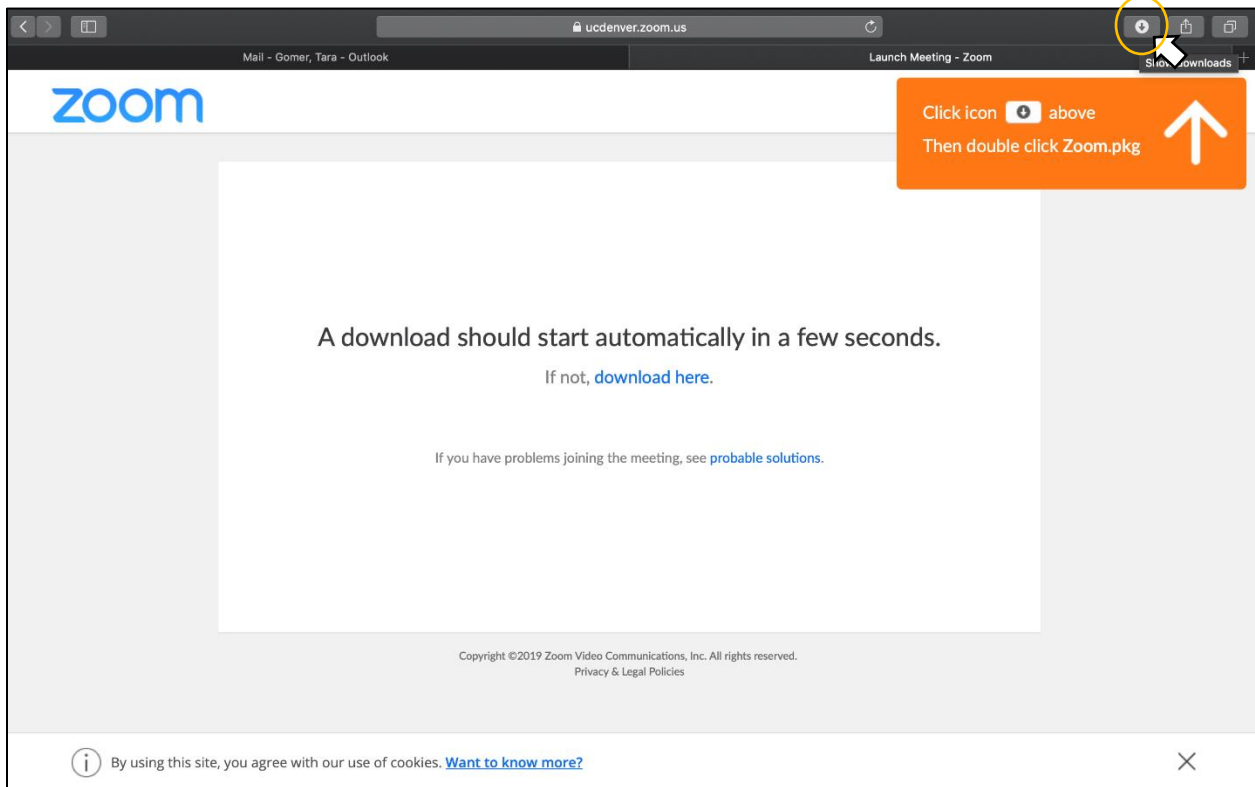 ucdenver.zoom.us
Mail - Gomer, Tara - Outlook
Launch Meeting - Zoom
downloads
zoom
Click icon above
Then double click Zoom.pkg
A download should start automatically in a few seconds.
If not, download here.
If you have problems joining the meeting, see probable solutions.
Copyright ©2019 Zoom Video Communications, Inc. All rights reserved.
Privacy & Legal Policies
By using this site, you agree with our use of cookies. Want to know more?